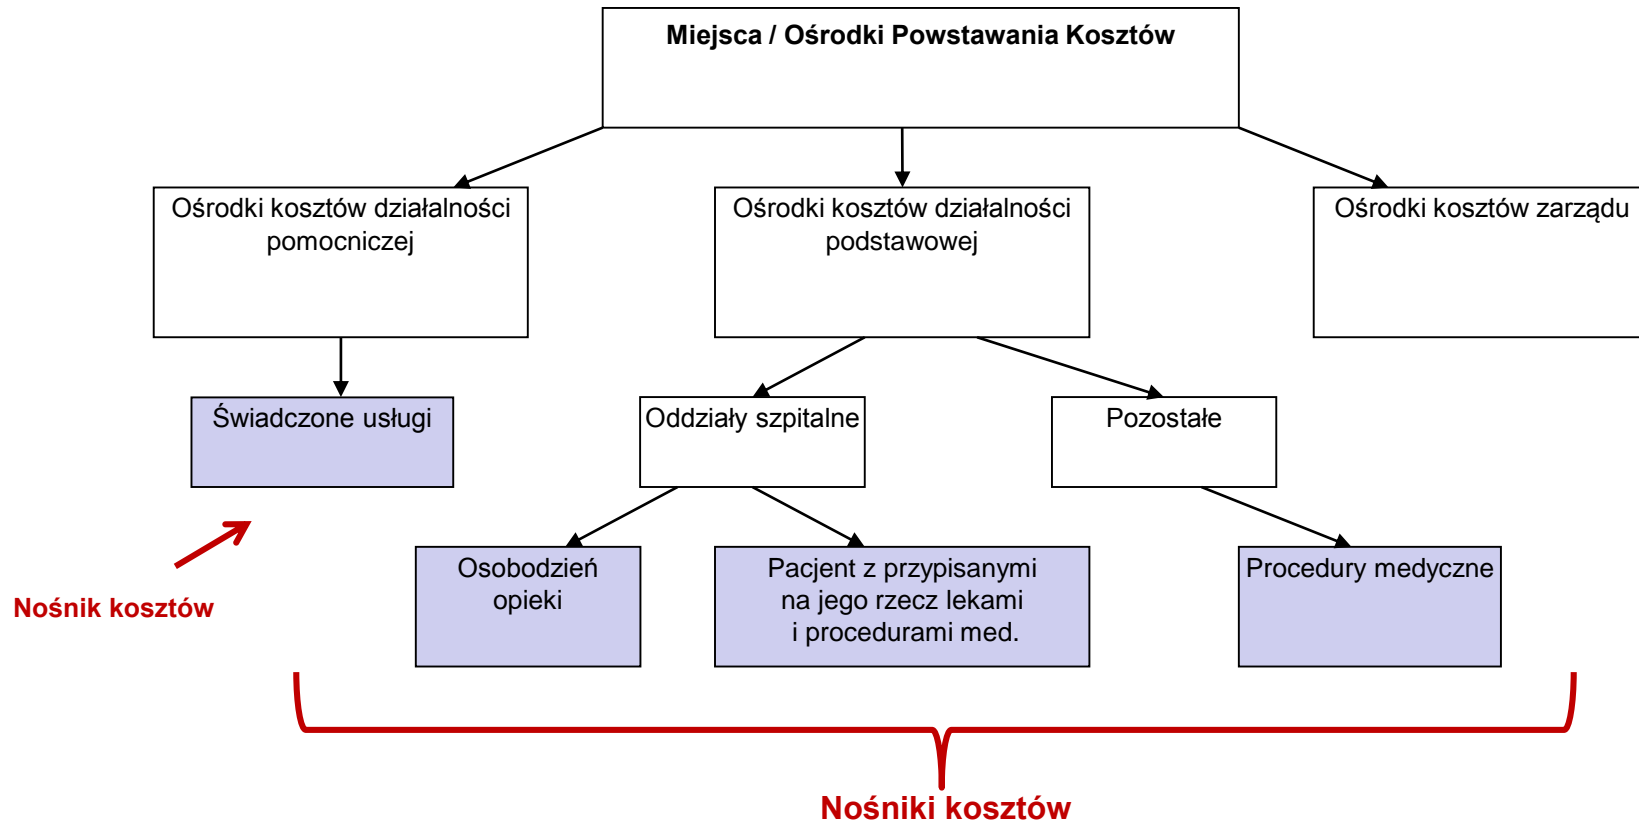 Miejsca / Ośrodki Powstawania Kosztów
Ośrodki kosztów działalności
pomocniczej
Ośrodki kosztów działalności
podstawowej
Ośrodki kosztów zarządu
Świadczone usługi
Oddziały szpitalne
Pozostałe
Nośnik kosztów
Osobodzień
opieki
Pacjent z przypisanymi
na jego rzecz lekami
i procedurami med.
Procedury medyczne
Nośniki kosztów